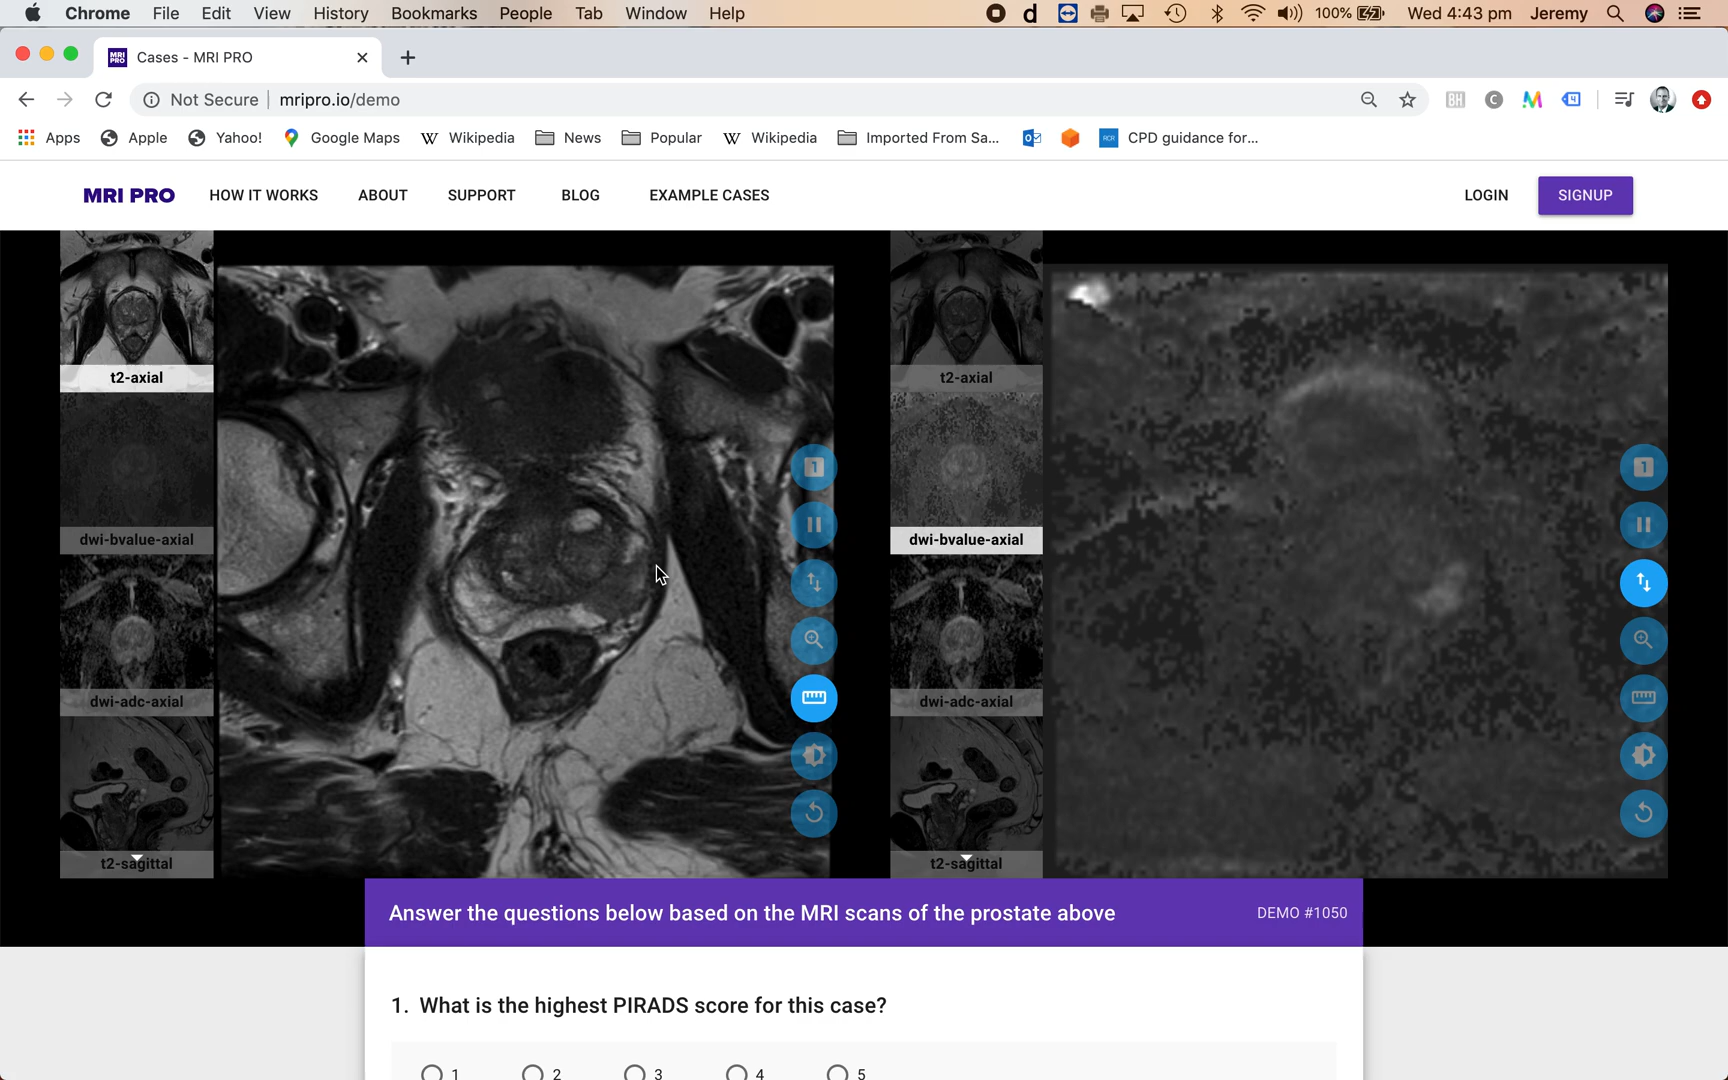 Chrome File Edit View History Bookmarks People Tab Window Help 100% Wed 4:43 pm Jeremy
MRI PRO Cases - MRI PRO
Not Secure mripro.io/demo
Apps Apple Yahoo! Google Maps Wikipedia News Popular Wikipedia Imported From Sa... CPD guidance for...
MRI PRO HOW IT WORKS ABOUT SUPPORT BLOG EXAMPLE CASES LOGIN SIGNUP
t2-axial
dwi-bvalue-axial
dwi-adc-axial
t2-sagittal
1
t2-axial
dwi-bvalue-axial
dwi-adc-axial
t2-sagittal
1
Answer the questions below based on the MRI scans of the prostate above DEMO #1050
1. What is the highest PIRADS score for this case?
1 2 3 4 5